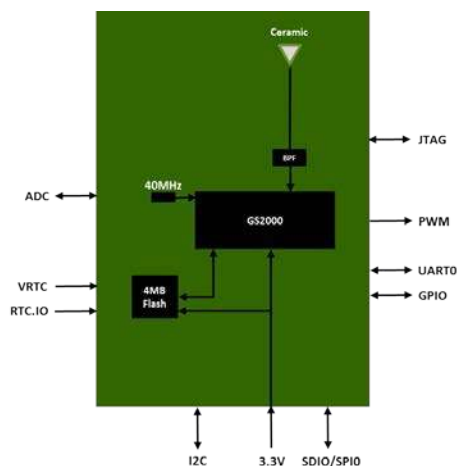 Ceramic
BPF
JTAG
40MHz
ADC
GS2000
PWM
UART0
VRTC
4MB
Flash
GPIO
RTC.IO
I2C
3.3V
SDIO/SPI0